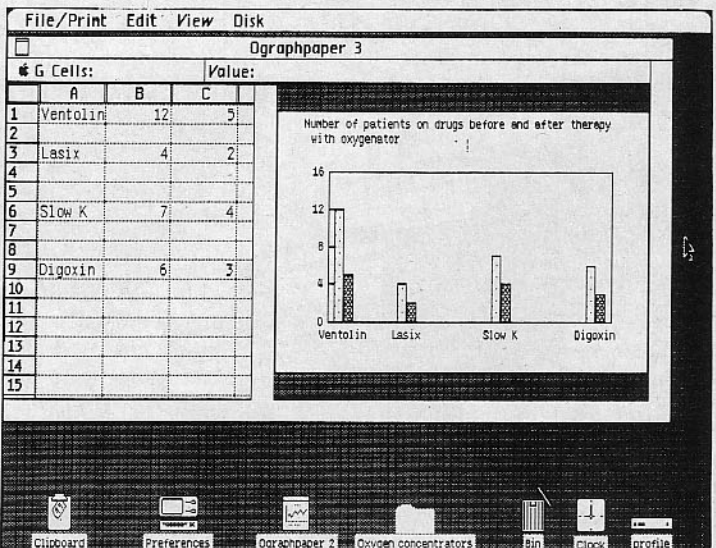 File/Print Edit View Disk
Ographpaper 3
G Cells: Value:
A B C
1 Ventolin 12 5
2
3 Lasix 4 2
4
5
6 Slow K 7 4
7
8
9 Digoxin 6 3
10
11
12
13
14
15
Number of patients on drugs before and after therapy
with oxygenator
16
12
8
4
0
Ventolin Lasix Slow K Digoxin
Clipboard Preferences Ographpaper 2 Oxygen concentrators Bin Clock profile